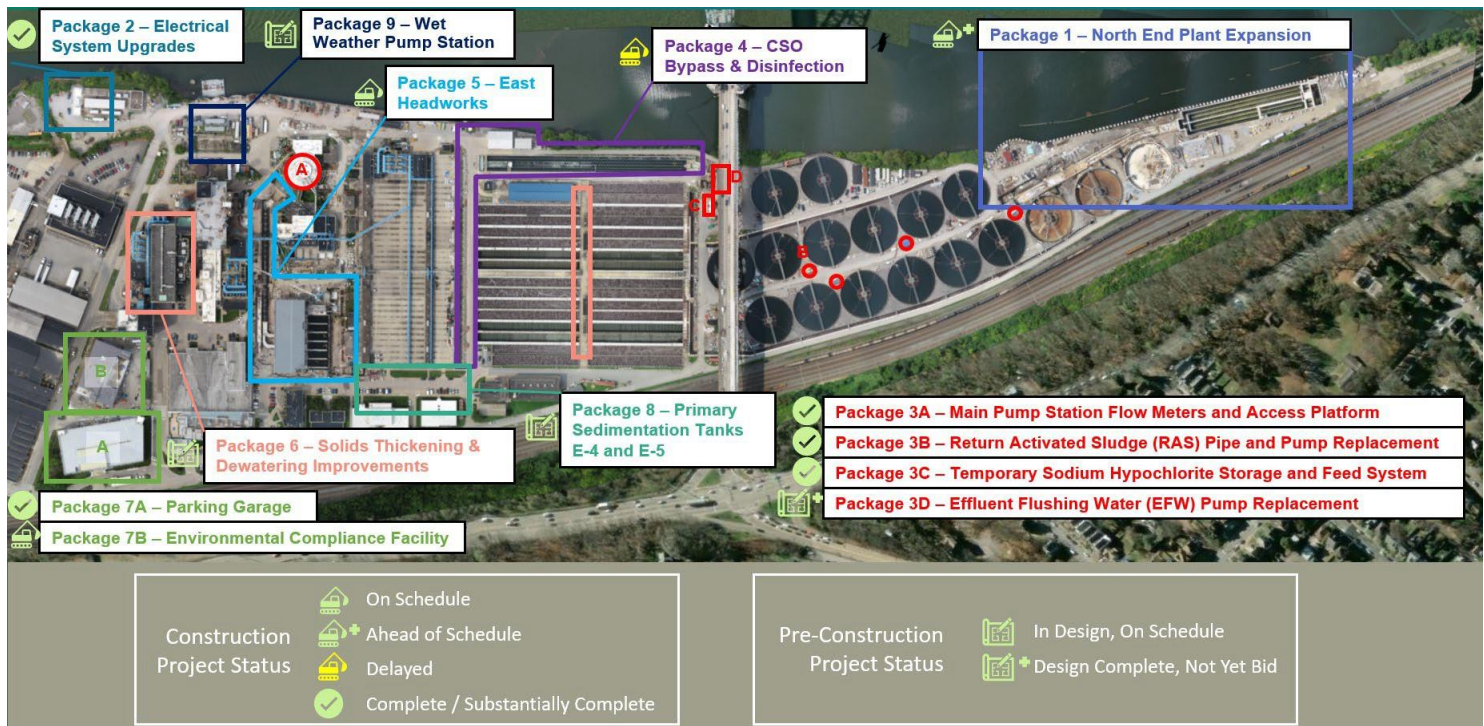 Package 2 – Electrical
System Upgrades
Package 9 – Wet
Weather Pump Station
Package 5 – East
Headworks
Package 4 – CSO
Bypass & Disinfection
Package 1 – North End Plant Expansion
A
D
C
B
B
A
Package 6 – Solids Thickening &
Dewatering Improvements
Package 8 – Primary
Sedimentation Tanks
E-4 and E-5
Package 7A – Parking Garage
Package 7B – Environmental Compliance Facility
Package 3A – Main Pump Station Flow Meters and Access Platform
Package 3B – Return Activated Sludge (RAS) Pipe and Pump Replacement
Package 3C – Temporary Sodium Hypochlorite Storage and Feed System
Package 3D – Effluent Flushing Water (EFW) Pump Replacement
Construction
Project Status
On Schedule
Ahead of Schedule
Delayed
Complete / Substantially Complete
Pre-Construction
Project Status
In Design, On Schedule
Design Complete, Not Yet Bid